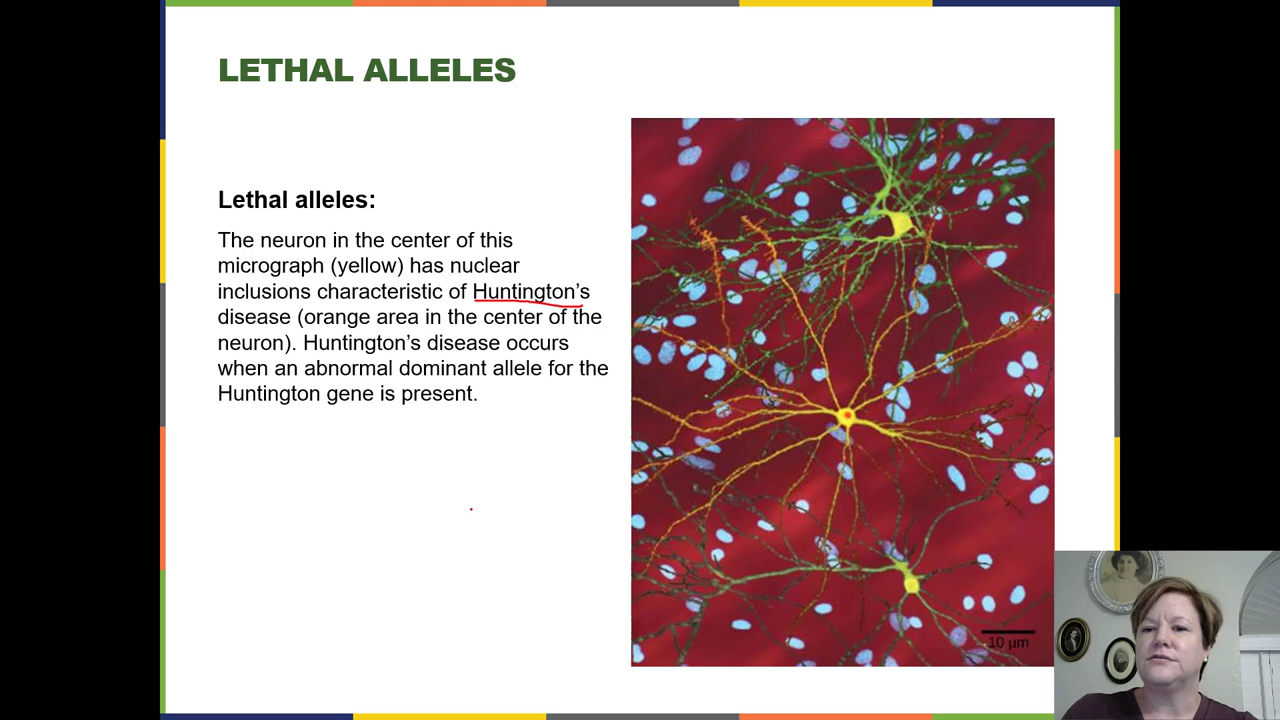 LETHAL ALLELES
Lethal alleles:
The neuron in the center of this
micrograph (yellow) has nuclear
inclusions characteristic of Huntington’s
disease (orange area in the center of the
neuron). Huntington’s disease occurs
when an abnormal dominant allele for the
Huntington gene is present.
10 µm